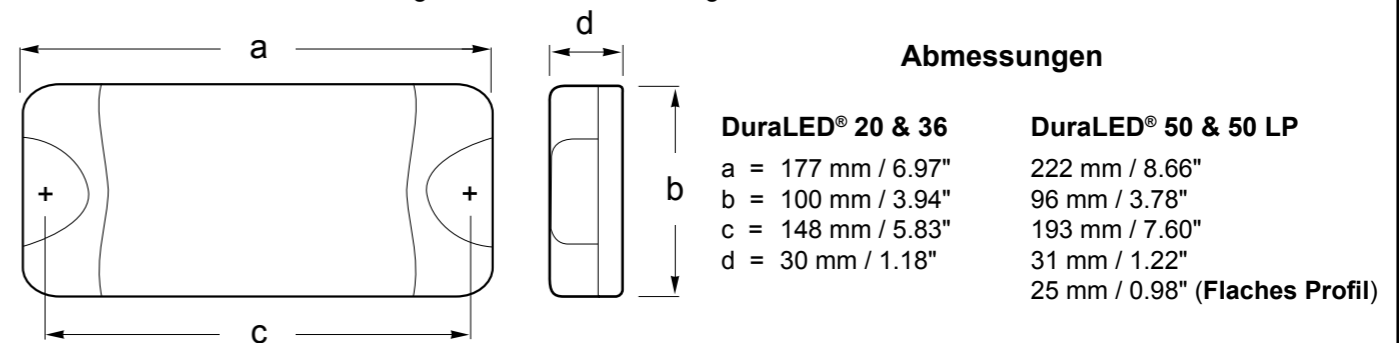 d
a
b
c
Abmessungen
DuraLED® 20 & 36
a = 177 mm / 6.97"
b = 100 mm / 3.94"
c = 148 mm / 5.83"
d = 30 mm / 1.18"
DuraLED® 50 & 50 LP
222 mm / 8.66"
96 mm / 3.78"
193 mm / 7.60"
31 mm / 1.22"
25 mm / 0.98" (Flaches Profil)